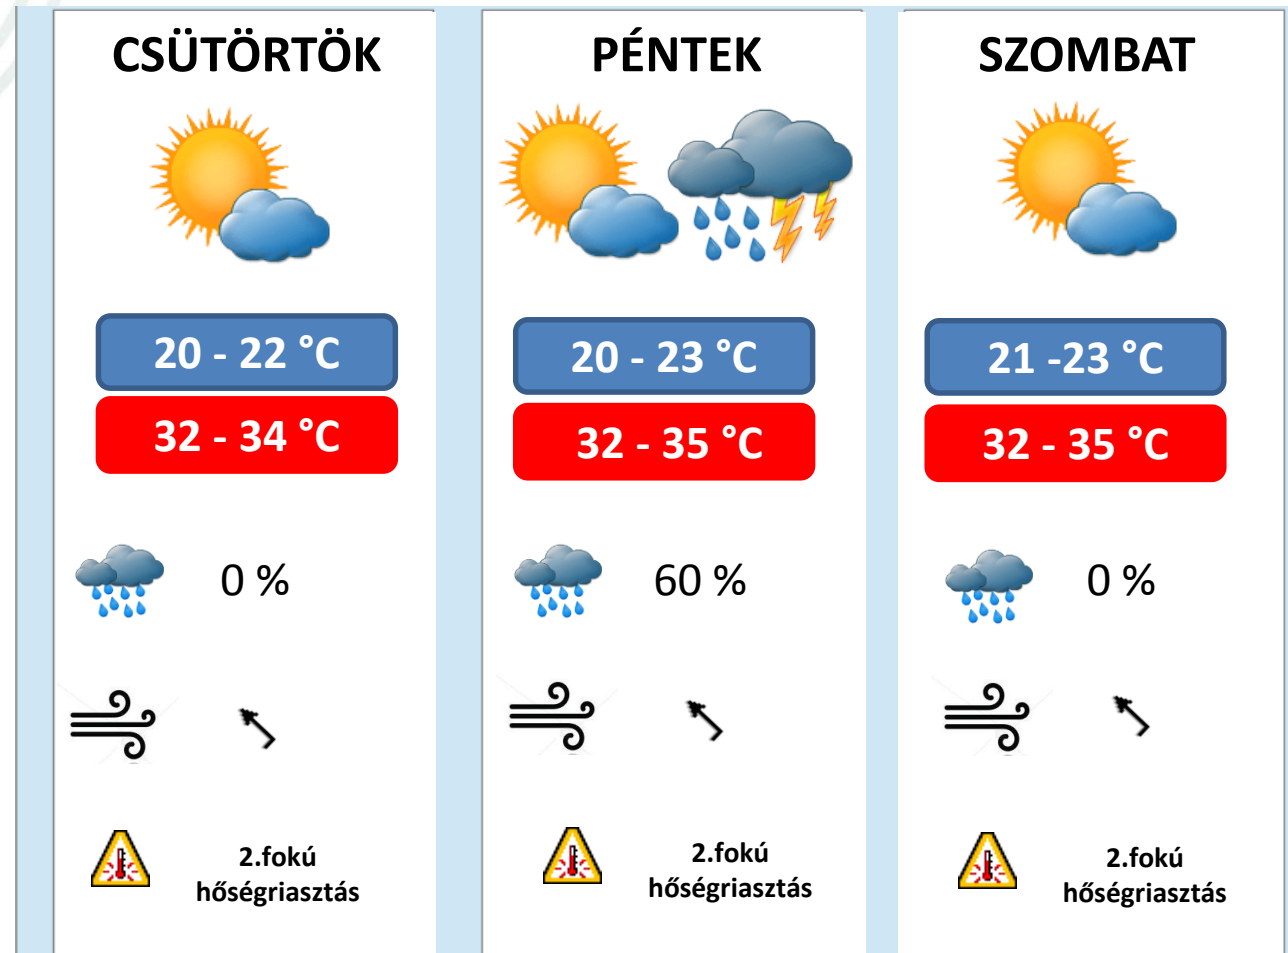 CSÜTÖRTÖK
20 - 22 °C
32 - 34 °C
0 %
2.fokú
hőségriasztás
PÉNTEK
20 - 23 °C
32 - 35 °C
60 %
2.fokú
hőségriasztás
SZOMBAT
21 -23 °C
32 - 35 °C
0 %
2.fokú
hőségriasztás